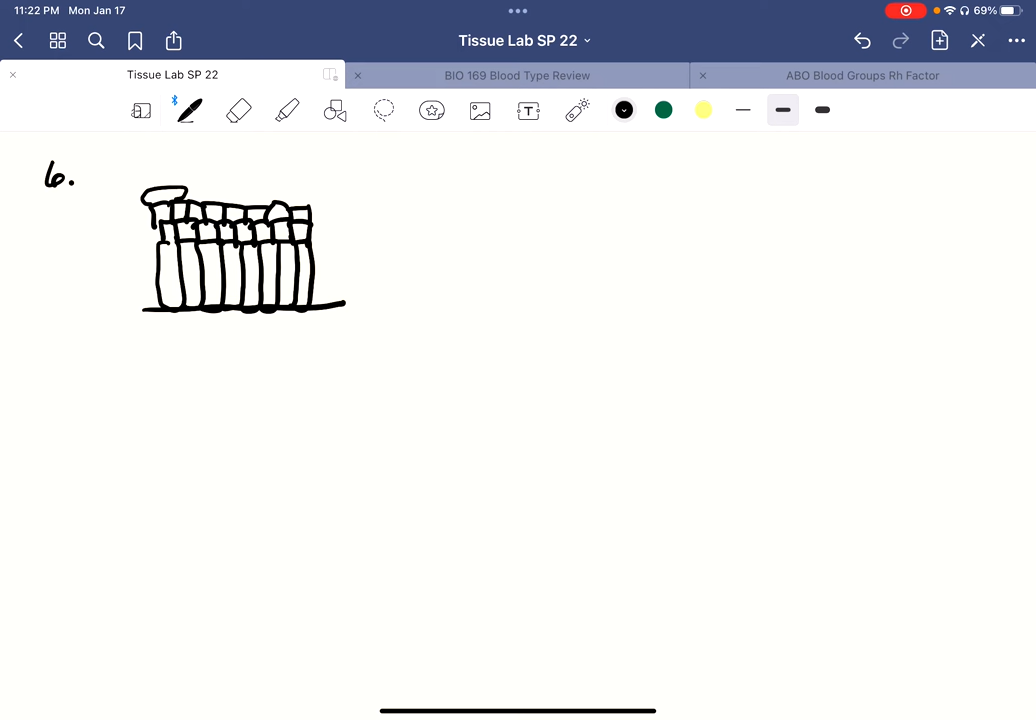 11:22 PM Mon Jan 17
69%
Tissue Lab SP 22
Tissue Lab SP 22
BIO 169 Blood Type Review
ABO Blood Groups Rh Factor
T
6.